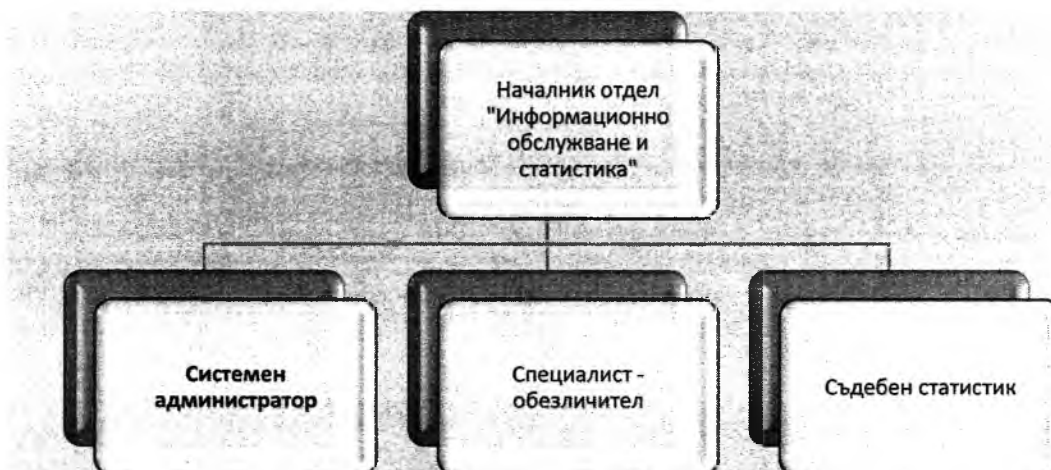 Началник отдел
"Информационно
обслужване и
статистика"
Системен
администратор
Специалист -
обезличител
Съдебен статистик